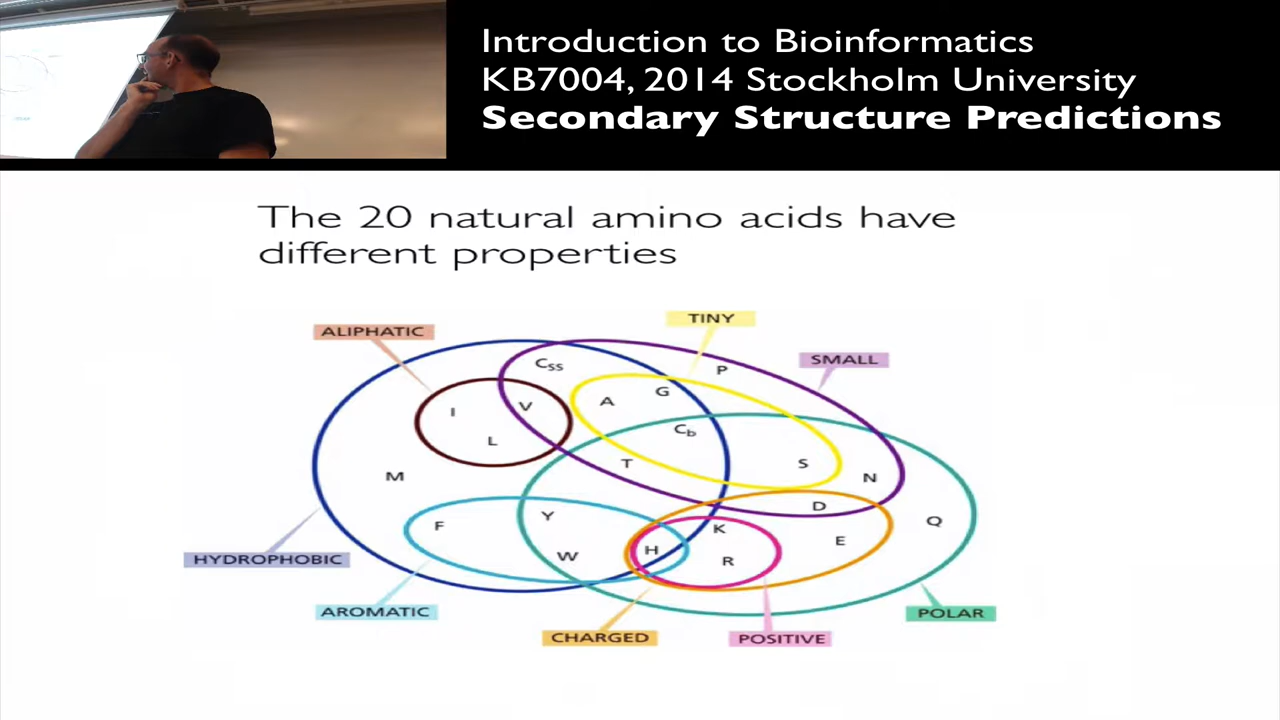 Introduction to Bioinformatics
KB7004, 2014 Stockholm University
Secondary Structure Predictions
The 20 natural amino acids have
different properties
TINY
ALIPHATIC
SMALL
Css
P
G
A
V
I
Cb
L
T
S
M
N
D
Y
Q
F
K
E
H
W
R
HYDROPHOBIC
AROMATIC
POLAR
CHARGED
POSITIVE